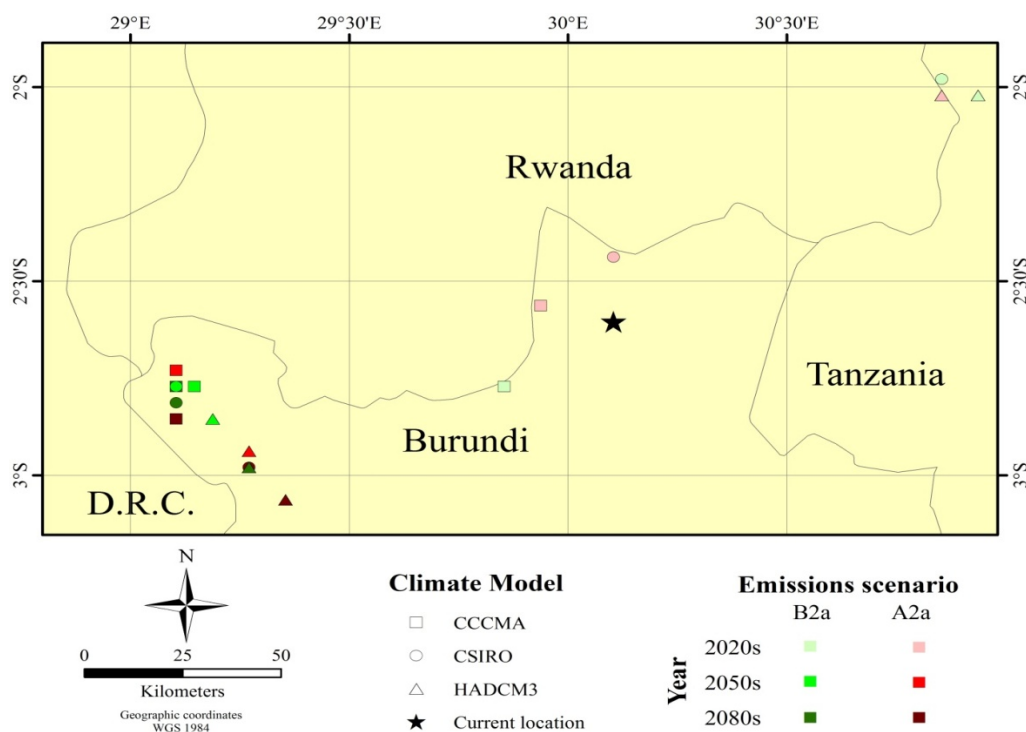 29°E 29°30'E 30°E 30°30'E
2°S 2°S
Rwanda
2°30'S 2°30'S
Tanzania
Burundi
3°S 3°S
D.R.C.
N
0 25 50
Kilometers
Geographic coordinates
WGS 1984
Climate Model
CCCMA
CSIRO
HADCM3
Current location
Emissions scenario
B2a A2a
Year
2020s
2050s
2080s